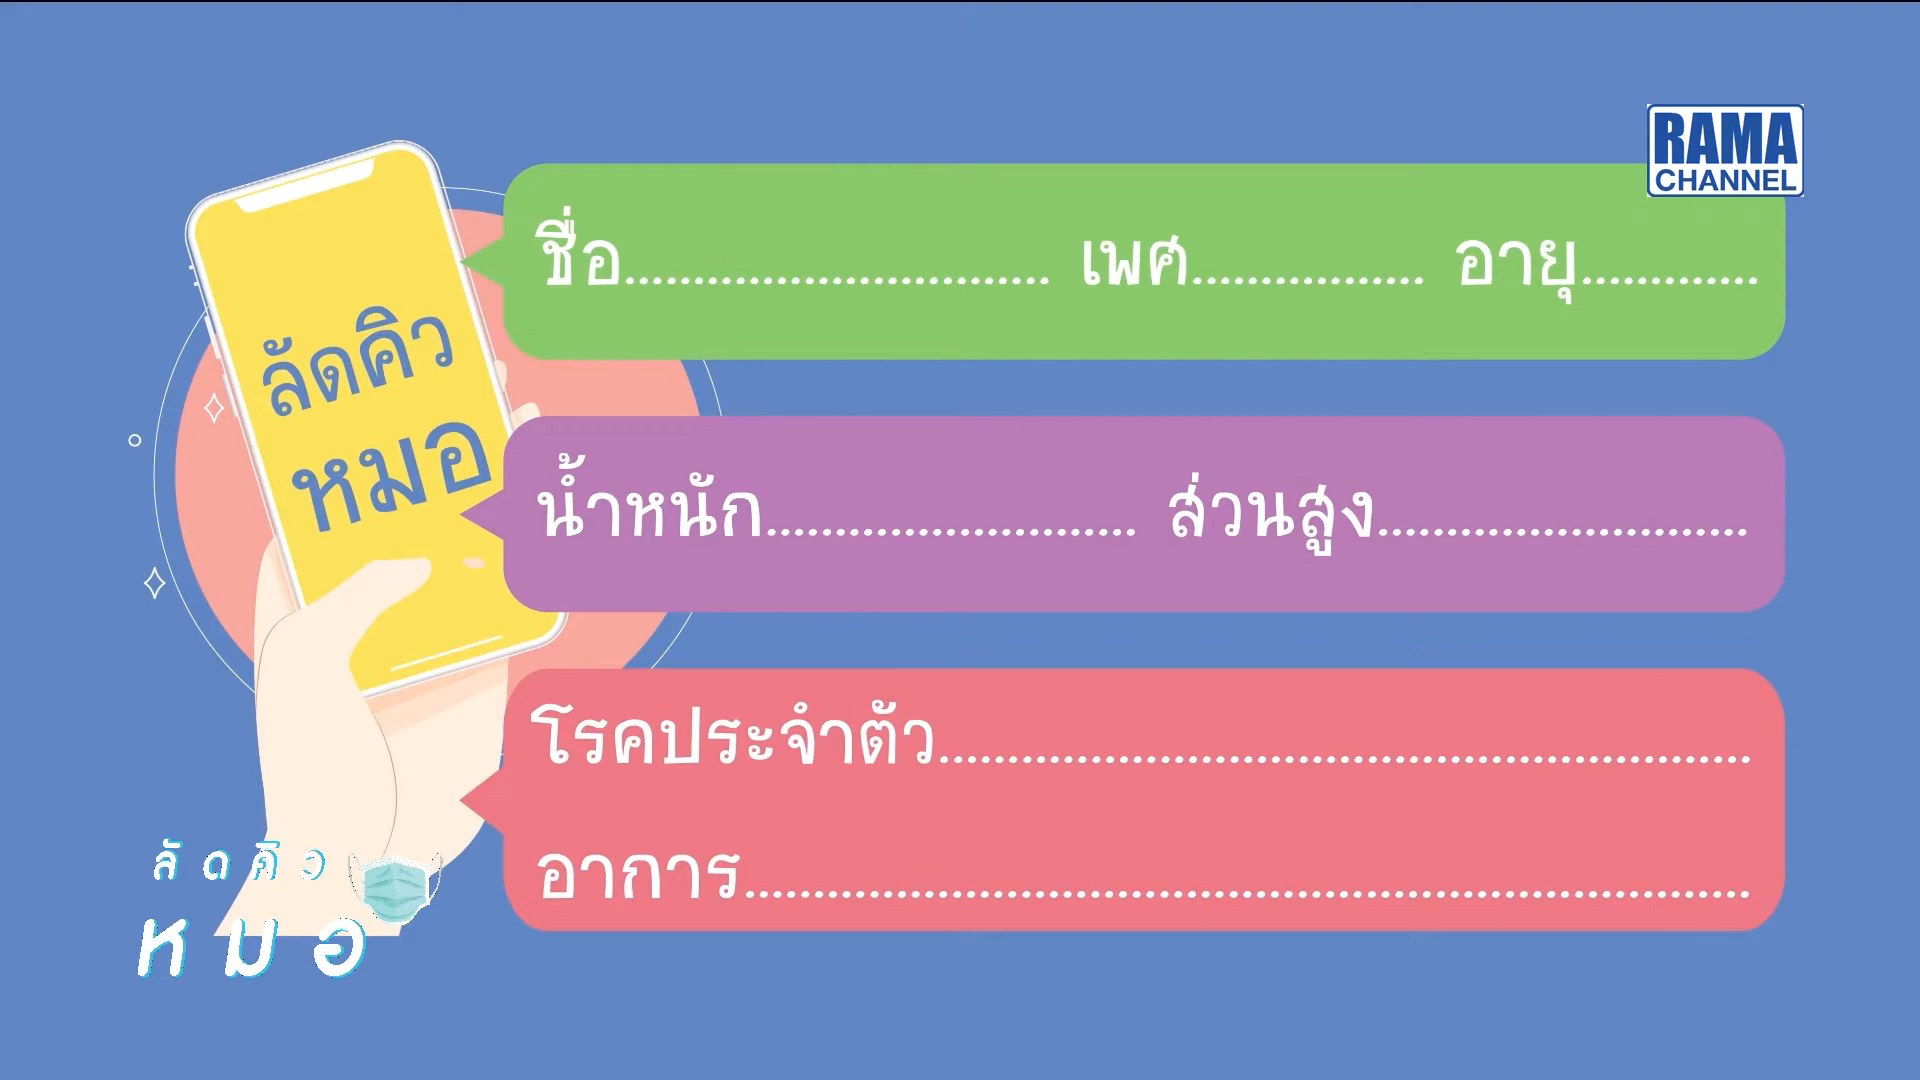 RAMA
CHANNEL
ลัดคิว
หมอ
ชื่อ.............................. เพศ................ อายุ............
น้ำหนัก.......................... ส่วนสูง..........................
โรคประจำตัว..........................................................
อาการ........................................................................
ลัดคิว
หมอ